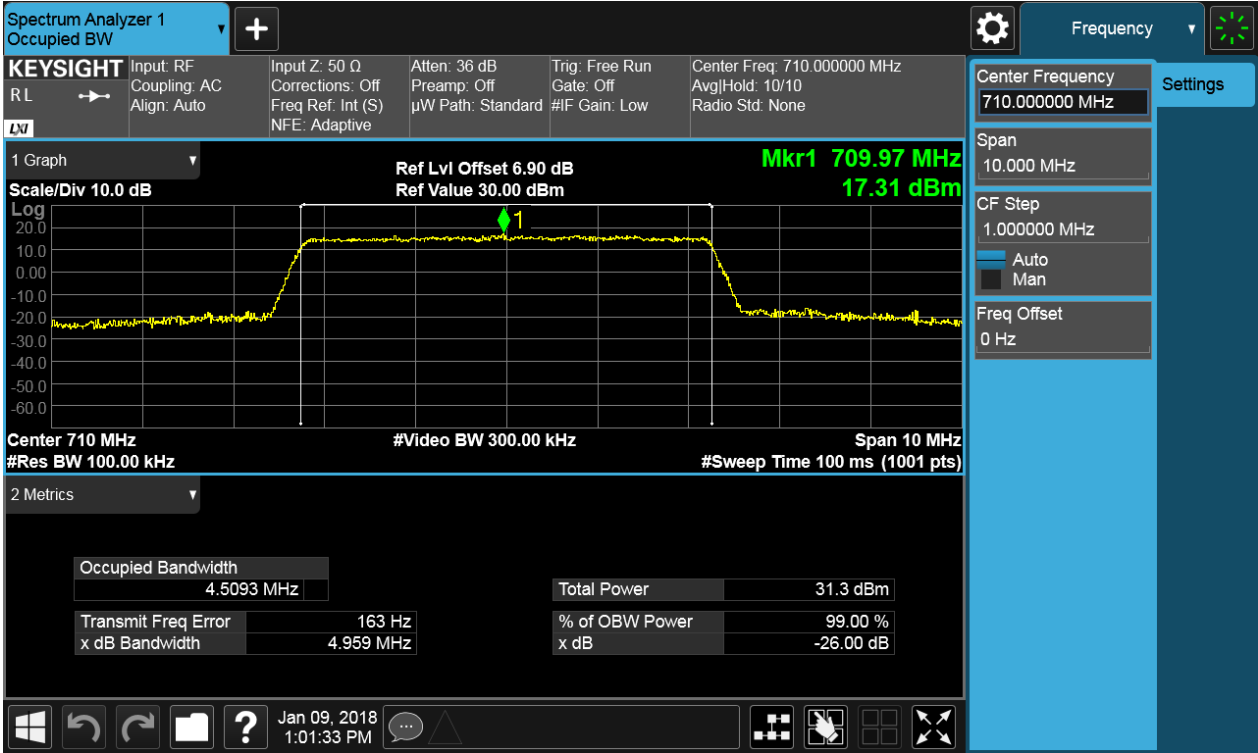 Spectrum Analyzer 1
Occupied BW
Frequency
KEYSIGHT
R L
LXI
Input: RF
Coupling: AC
Align: Auto
Input Z: 50 Ω
Corrections: Off
Freq Ref: Int (S)
NFE: Adaptive
Atten: 36 dB
Preamp: Off
µW Path: Standard
Trig: Free Run
Gate: Off
#IF Gain: Low
Center Freq: 710.000000 MHz
Avg|Hold: 10/10
Radio Std: None
Center Frequency
710.000000 MHz
Settings
Span
10.000 MHz
CF Step
1.000000 MHz
Auto
Man
Freq Offset
0 Hz
1 Graph
Scale/Div 10.0 dB
Ref Lvl Offset 6.90 dB
Ref Value 30.00 dBm
Mkr1 709.97 MHz
17.31 dBm
Log
1
20.0
10.0
0.00
-10.0
-20.0
-30.0
-40.0
-50.0
-60.0
Center 710 MHz
#Video BW 300.00 kHz
Span 10 MHz
#Res BW 100.00 kHz
#Sweep Time 100 ms (1001 pts)
2 Metrics
Occupied Bandwidth
4.5093 MHz
Total Power 31.3 dBm
Transmit Freq Error 163 Hz
% of OBW Power 99.00 %
x dB Bandwidth 4.959 MHz
x dB -26.00 dB
?
Jan 09, 2018
1:01:33 PM